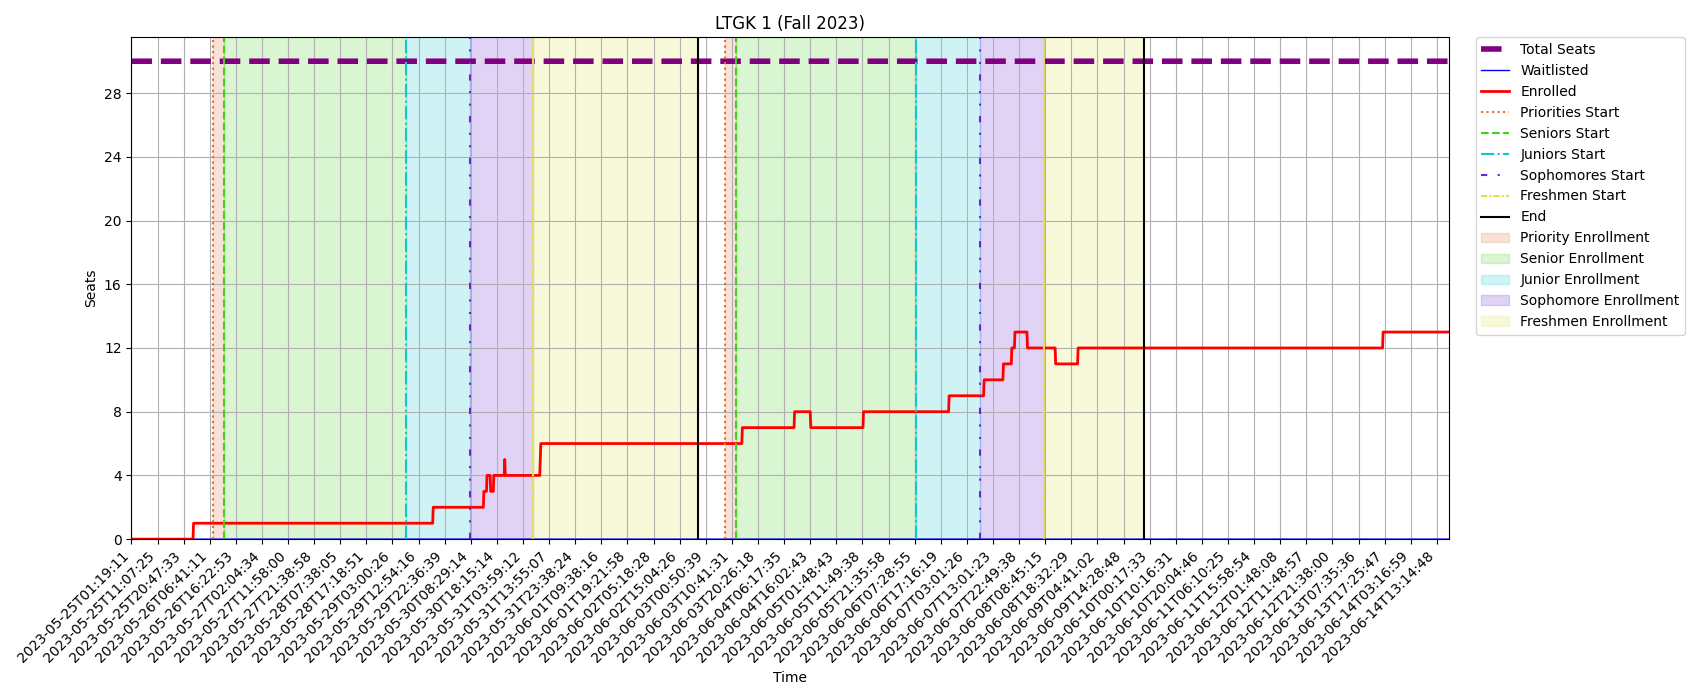 LTGK 1 (Fall 2023)
Seats
28
24
20
16
12
8
4
0
2023-05-25T01:19:11
2023-05-25T11:07:25
2023-05-25T20:47:33
2023-05-26T06:41:11
2023-05-26T16:22:53
2023-05-27T02:04:34
2023-05-27T11:58:00
2023-05-27T21:38:58
2023-05-28T07:38:05
2023-05-28T17:18:51
2023-05-29T03:00:26
2023-05-29T12:54:16
2023-05-29T22:36:39
2023-05-30T08:29:14
2023-05-30T18:15:14
2023-05-31T03:59:12
2023-05-31T13:55:07
2023-05-31T23:38:24
2023-06-01T09:38:16
2023-06-01T19:21:58
2023-06-02T05:18:28
2023-06-02T15:04:26
2023-06-03T00:50:39
2023-06-03T10:41:31
2023-06-03T20:26:18
2023-06-04T06:17:35
2023-06-04T16:02:43
2023-06-05T01:48:43
2023-06-05T11:49:38
2023-06-05T21:35:58
2023-06-06T07:28:55
2023-06-06T17:16:19
2023-06-07T03:01:26
2023-06-07T13:01:23
2023-06-07T22:49:38
2023-06-08T08:45:15
2023-06-08T18:32:29
2023-06-09T04:41:02
2023-06-09T14:28:48
2023-06-10T00:17:33
2023-06-10T10:16:31
2023-06-10T20:04:46
2023-06-11T06:10:25
2023-06-11T15:58:54
2023-06-12T01:48:08
2023-06-12T11:48:57
2023-06-12T21:38:00
2023-06-13T07:35:36
2023-06-13T17:25:47
2023-06-14T03:16:59
2023-06-14T13:14:48
Time
Total Seats
Waitlisted
Enrolled
Priorities Start
Seniors Start
Juniors Start
Sophomores Start
Freshmen Start
End
Priority Enrollment
Senior Enrollment
Junior Enrollment
Sophomore Enrollment
Freshmen Enrollment